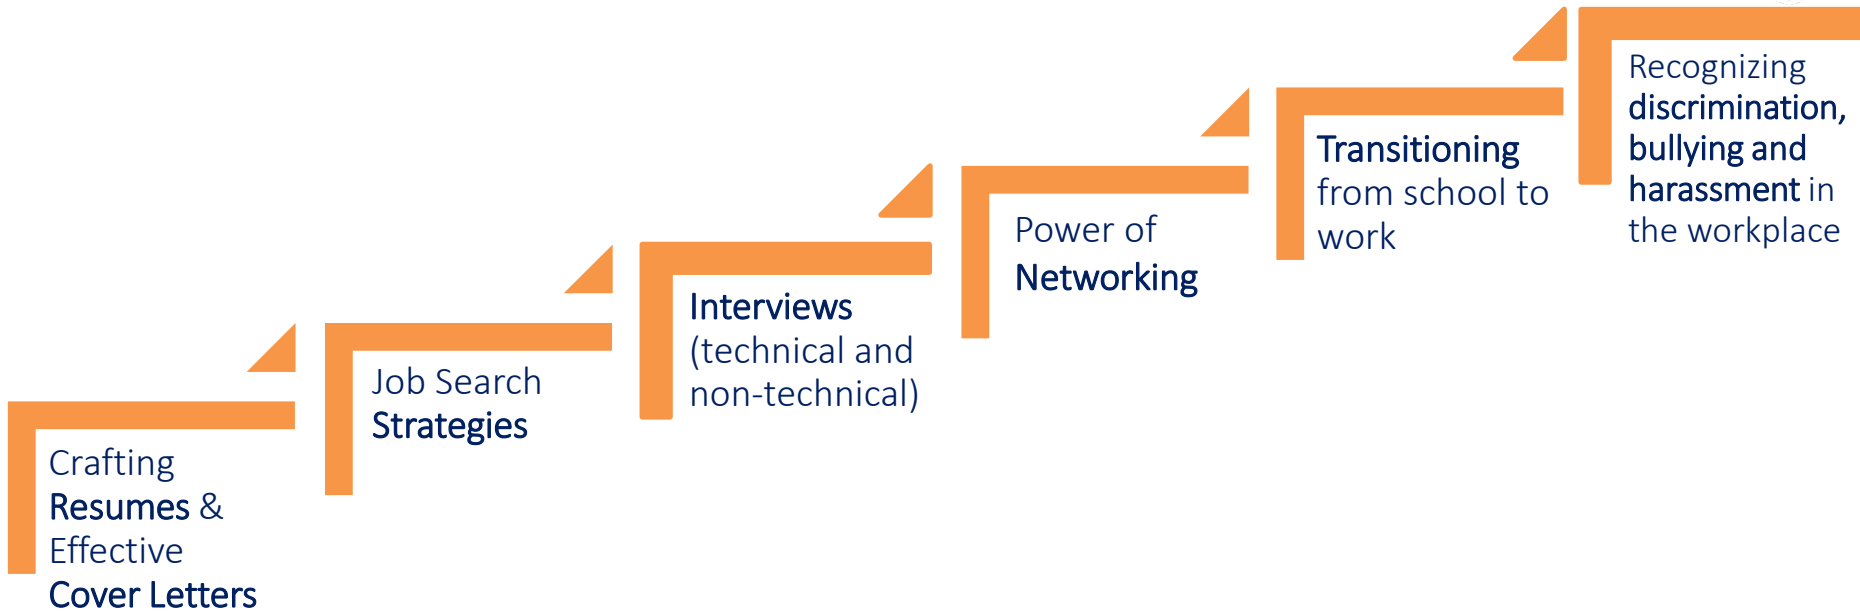 Crafting
Resumes &
Effective
Cover Letters
Job Search
Strategies
Interviews
(technical and
non-technical)
Power of
Networking
Transitioning
from school to
work
Recognizing
discrimination,
bullying and
harassment in
the workplace